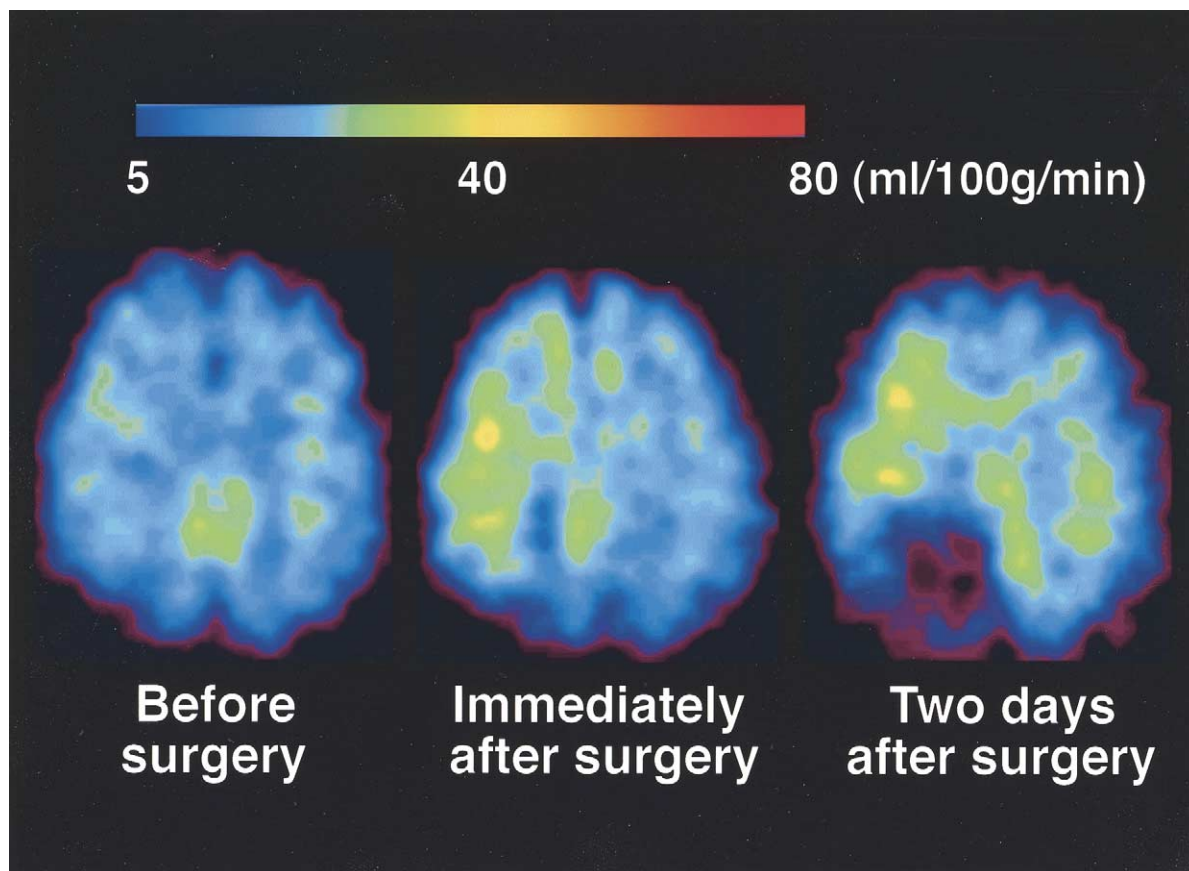 5 40 80 (ml/100g/min)
Before
surgery
Immediately
after surgery
Two days
after surgery